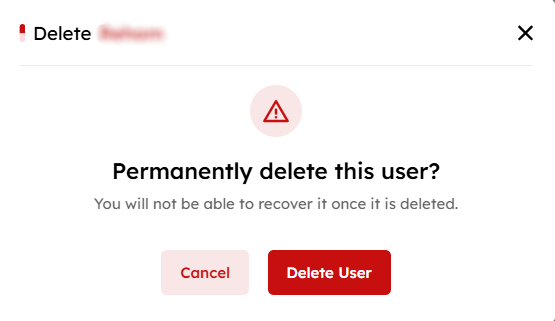 Delete
Permanently delete this user?
You will not be able to recover it once it is deleted.
Cancel
Delete User